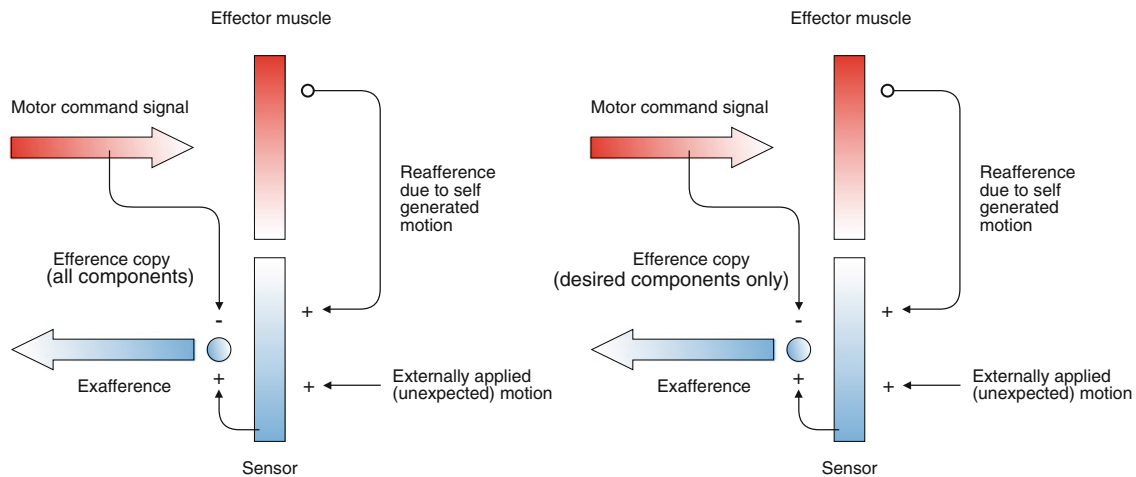 Effector muscle
Motor command signal
Reafference
due to self
generated
motion
Efference copy
(all components)
+
-
+
Exafference
+
Externally applied
(unexpected) motion
Sensor
Effector muscle
Motor command signal
Reafference
due to self
generated
motion
Efference copy
(desired components only)
+
-
+
Exafference
+
Externally applied
(unexpected) motion
Sensor